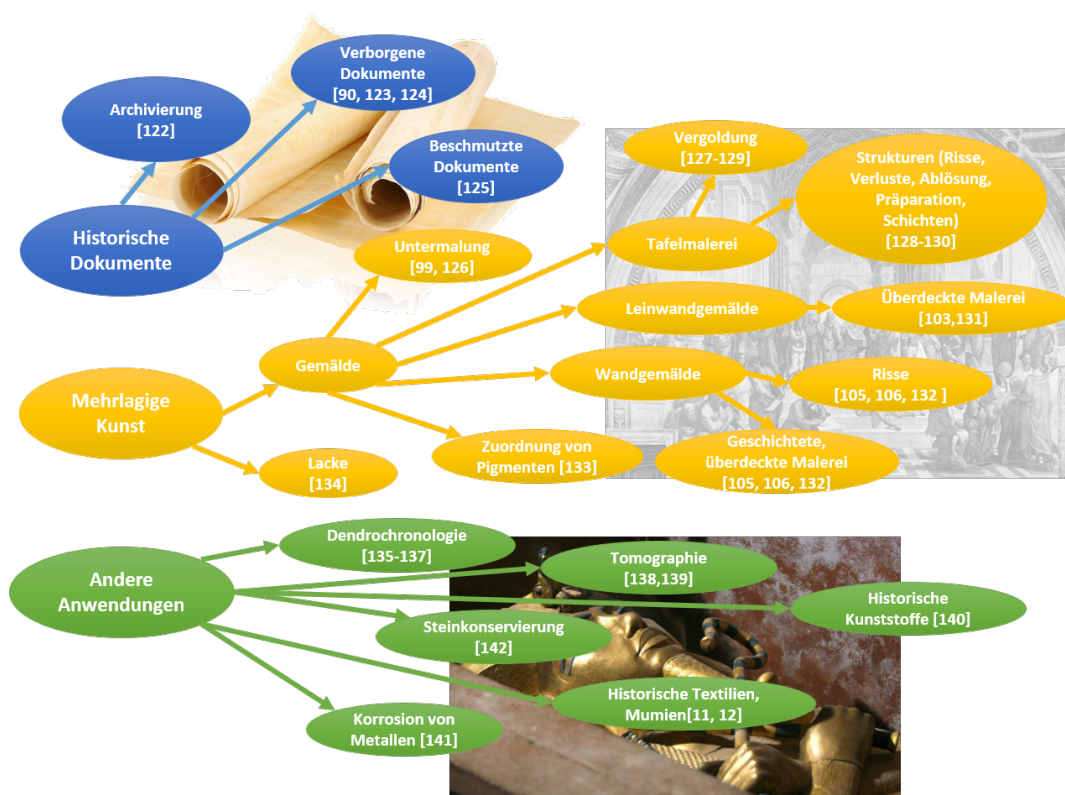 Verborgene
Dokumente
[90, 123, 124]
Archivierung
[122]
Beschmutzte
Dokumente
[125]
Historische
Dokumente
Vergoldung
[127-129]
Strukturen (Risse,
Verluste, Ablösung,
Präparation,
Schichten)
[128-130]
Untermalung
[99, 126]
Tafelmalerei
Leinwandgemälde
Überdeckte Malerei
[103,131]
Gemälde
Wandgemälde
Risse
[105, 106, 132 ]
Mehrlagige
Kunst
Zuordnung von
Pigmenten [133]
Geschichtete,
überdeckte Malerei
[105, 106, 132]
Lacke
[134]
Dendrochronologie
[135-137]
Tomographie
[138,139]
Andere
Anwendungen
Historische
Kunststoffe [140]
Steinkonservierung
[142]
Historische Textilien,
Mumien[11, 12]
Korrosion von
Metallen [141]